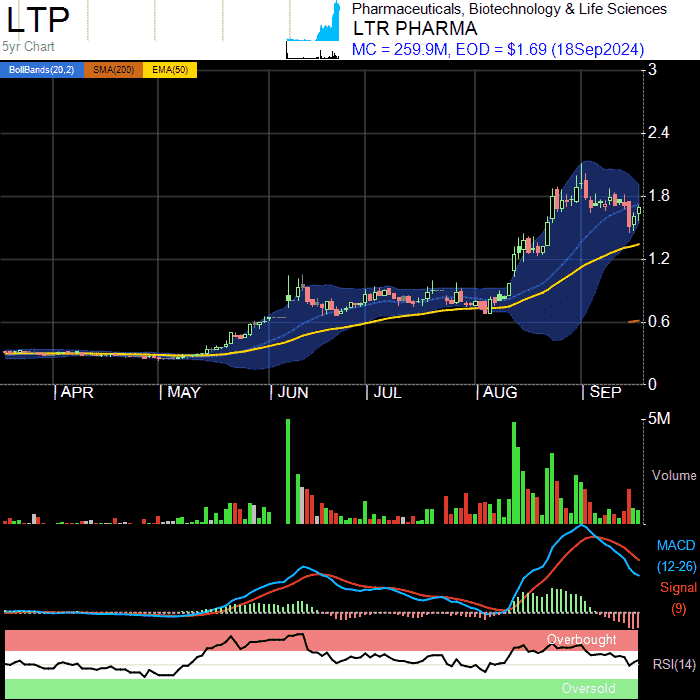 LTP
5yr Chart
Pharmaceuticals, Biotechnology & Life Sciences
LTR PHARMA
MC = 259.9M, EOD = $1.69 (18Sep2024)
BollBands(20,2) SMA(200) EMA(50)
3
2.4
1.8
1.2
0.6
0
APR MAY JUN JUL AUG SEP
5M
Volume
MACD
(12-26)
Signal
(9)
Overbought
RSI(14)
Oversold